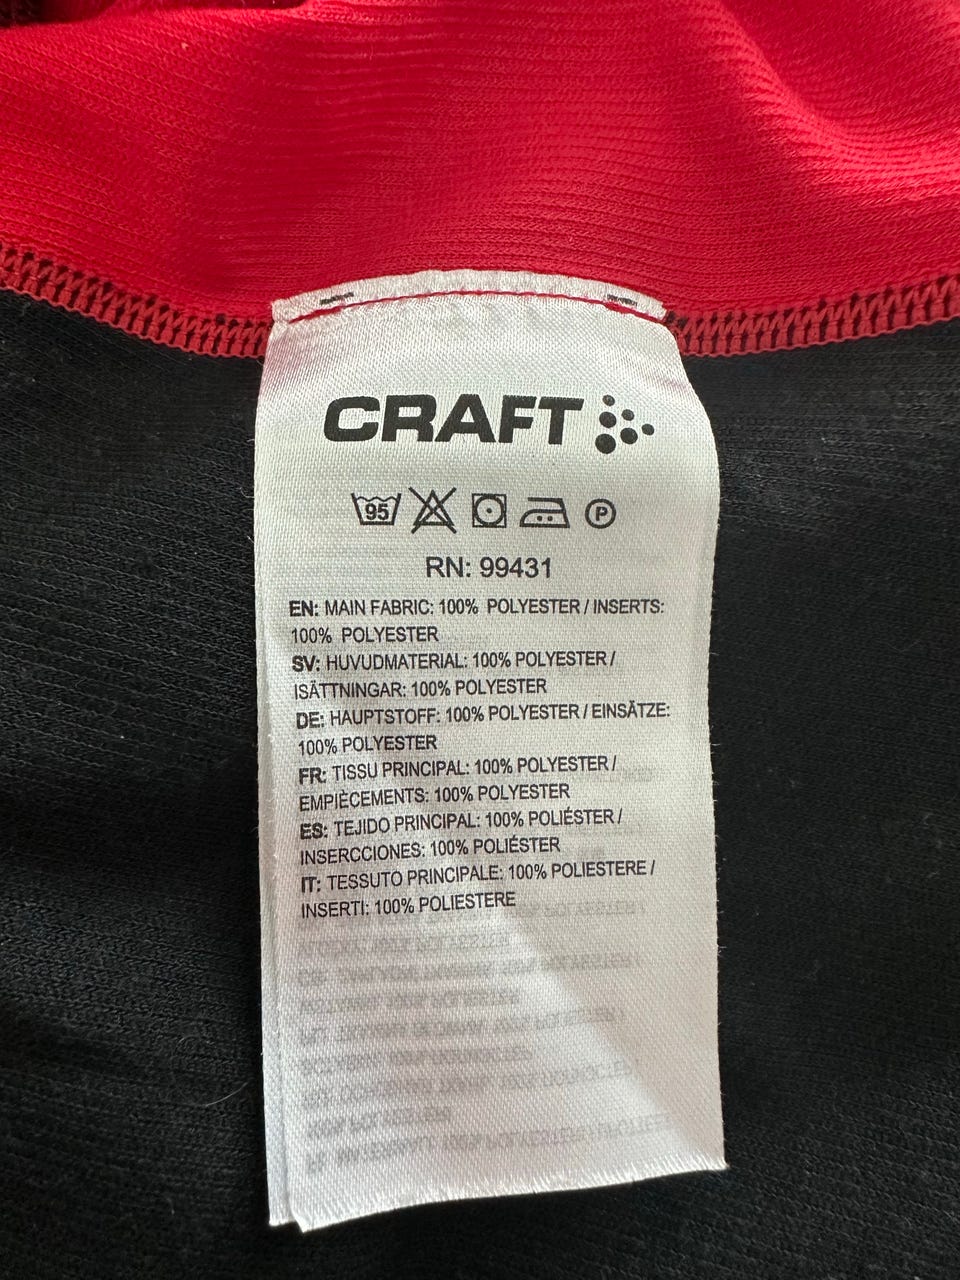 CRAFT
95 P
RN: 99431
EN: MAIN FABRIC: 100% POLYESTER / INSERTS:
100% POLYESTER
SV: HUVUDMATERIAL: 100% POLYESTER /
ISÄTTNINGAR: 100% POLYESTER
DE: HAUPTSTOFF: 100% POLYESTER / EINSÄTZE:
100% POLYESTER
FR: TISSU PRINCIPAL: 100% POLYESTER /
EMPIÈCEMENTS: 100% POLYESTER
ES: TEJIDO PRINCIPAL: 100% POLIÉSTER /
INSERCCIONES: 100% POLIÉSTER
IT: TESSUTO PRINCIPALE: 100% POLIESTERE /
INSERTI: 100% POLIESTERE